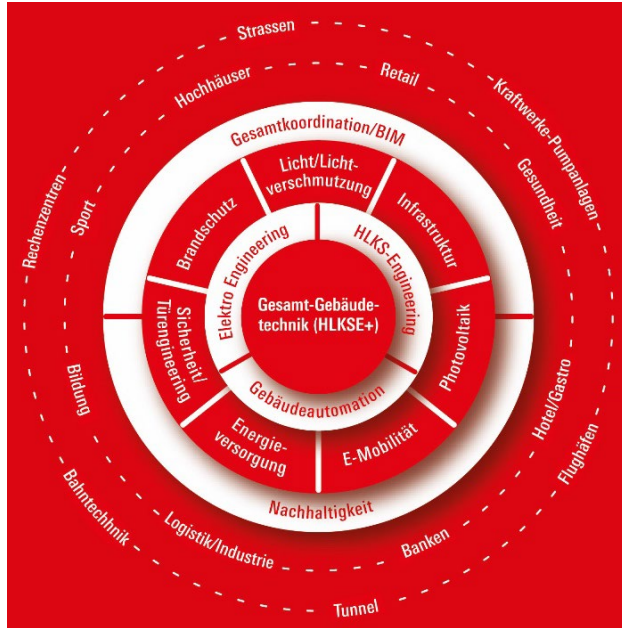 Strassen
Hochhäuser
Retail
Kraftwerke-Pumpanlagen
Gesundheit
Rechenzentren
Sport
Gesamtkoordination/BIM
Licht/Licht-
verschmutzung
Brandschutz
Infrastruktur
Elektro Engineering
HLKS-Engineering
Gesamt-Gebäude-
technik (HLKSE+)
Sicherheit/
Türengineering
Photovoltaik
Gebäudeautomation
Energie-
versorgung
E-Mobilität
Nachhaltigkeit
Bildung
Hotel/Gastro
Flughäfen
Bahntechhnik
Logistik/Industrie
Banken
Tunnel